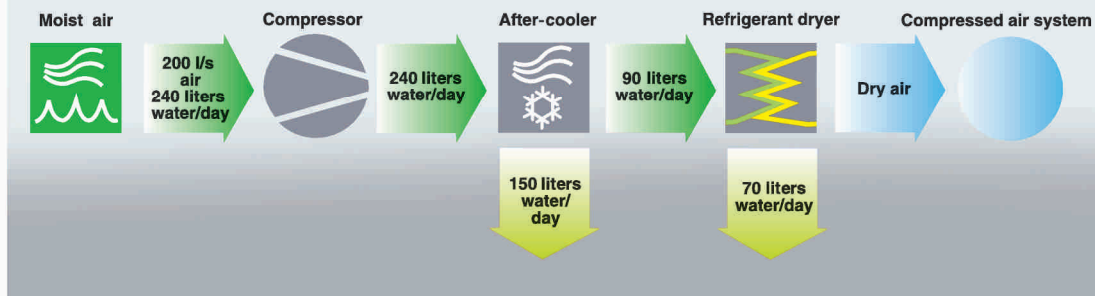 Moist air
Compressor
After-cooler
Refrigerant dryer
Compressed air system
200 l/s
air
240 liters
water/day
240 liters
water/day
90 liters
water/day
Dry air
150 liters
water/
day
70 liters
water/day